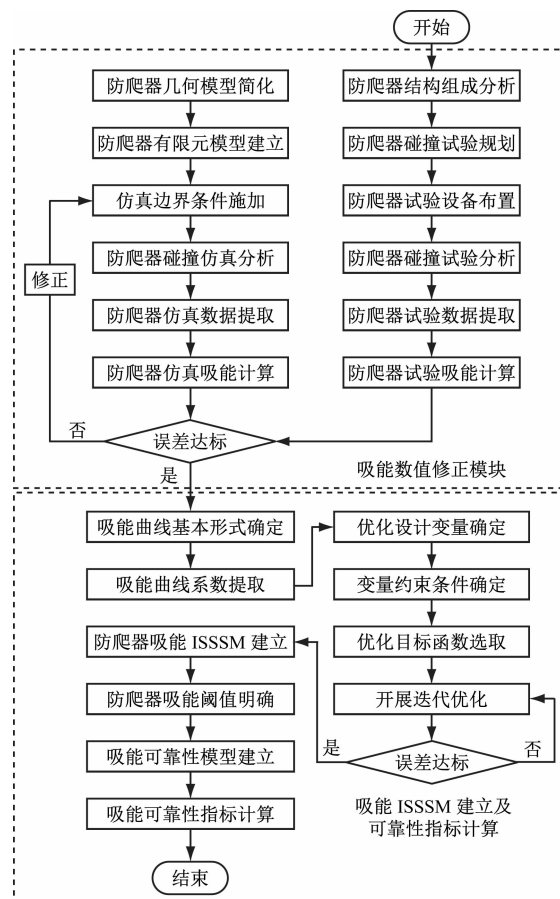 开始
防爬器几何模型简化
防爬器有限元模型建立
仿真边界条件施加
防爬器碰撞仿真分析
防爬器仿真数据提取
防爬器仿真吸能计算
修正
否
误差达标
是
防爬器结构组成分析
防爬器碰撞试验规划
防爬器试验设备布置
防爬器碰撞试验分析
防爬器试验数据提取
防爬器试验吸能计算
吸能数值修正模块
吸能曲线基本形式确定
吸能曲线系数提取
优化设计变量确定
变量约束条件确定
优化目标函数选取
开展迭代优化
误差达标
是
否
防爬器吸能 ISSSM 建立
防爬器吸能阈值明确
吸能可靠性模型建立
吸能可靠性指标计算
结束
吸能 ISSSM 建立及
可靠性指标计算